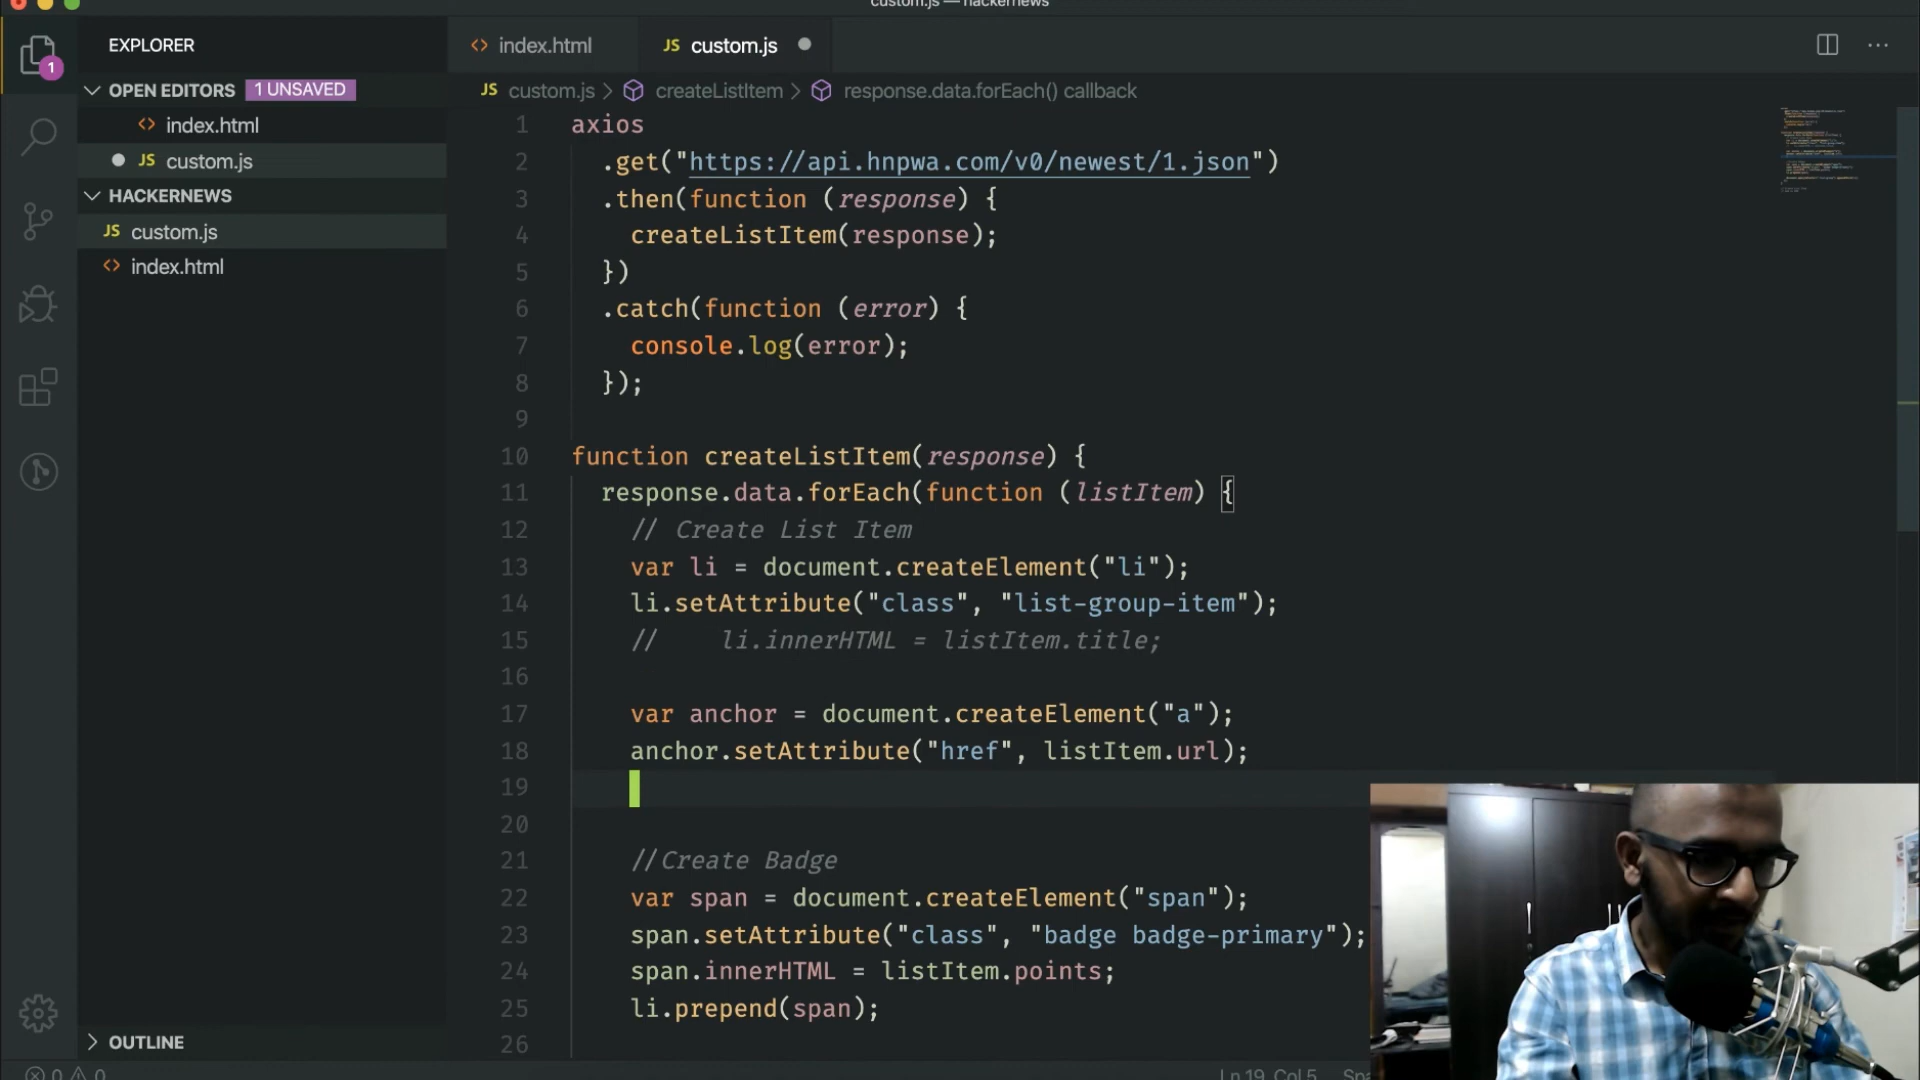 custom.js — hackernews
EXPLORER
OPEN EDITORS 1 UNSAVED
<> index.html
JS custom.js
HACKERNEWS
JS custom.js
<> index.html
OUTLINE
1
<> index.html
JS custom.js
JS custom.js > createListItem > response.data.forEach() callback
1 axios
2 .get("https://api.hnpwa.com/v0/newest/1.json")
3 .then(function (response) {
4 createListItem(response);
5 })
6 .catch(function (error) {
7 console.log(error);
8 });
9
10 function createListItem(response) {
11 response.data.forEach(function (listItem) {
12 // Create List Item
13 var li = document.createElement("li");
14 li.setAttribute("class", "list-group-item");
15 // li.innerHTML = listItem.title;
16
17 var anchor = document.createElement("a");
18 anchor.setAttribute("href", listItem.url);
19
20
21 //Create Badge
22 var span = document.createElement("span");
23 span.setAttribute("class", "badge badge-primary");
24 span.innerHTML = listItem.points;
25 li.prepend(span);
26
0 0
Ln 19, Col 5